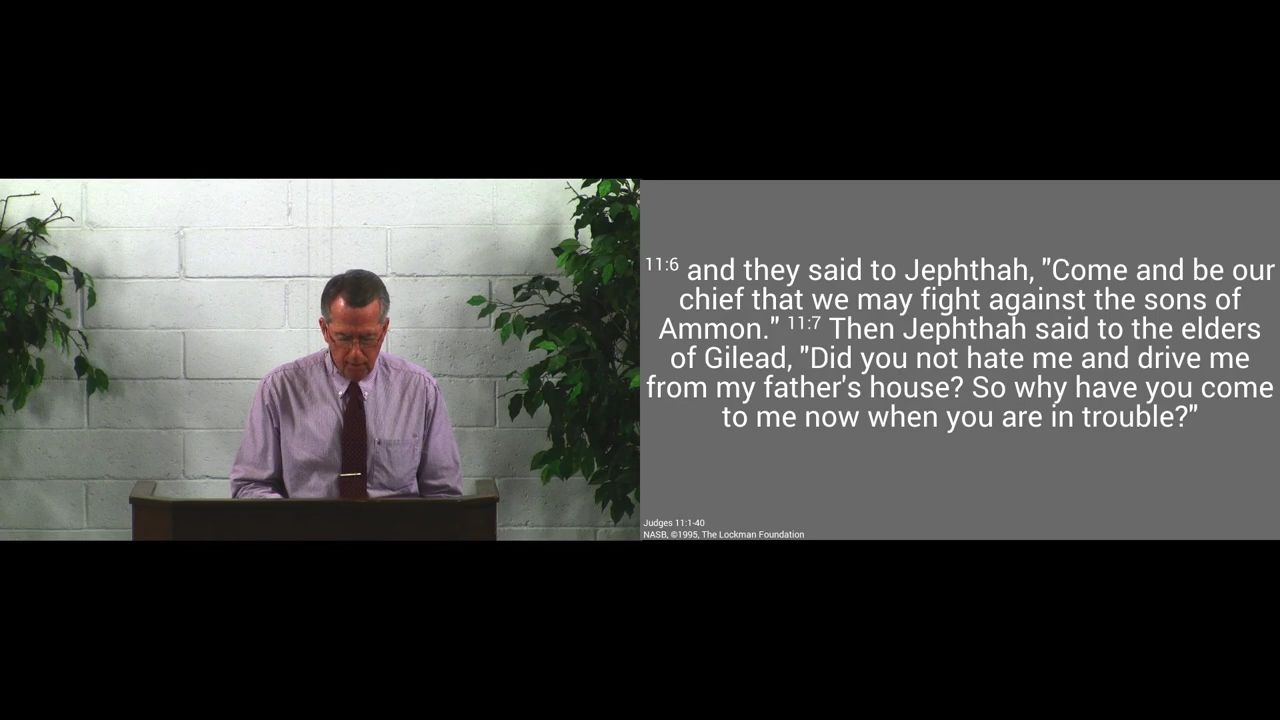 11:6 and they said to Jephthah, "Come and be our
chief that we may fight against the sons of
Ammon." 11:7 Then Jephthah said to the elders
of Gilead, "Did you not hate me and drive me
from my father's house? So why have you come
to me now when you are in trouble?"
Judges 11:1-40
NASB, ©1995, The Lockman Foundation